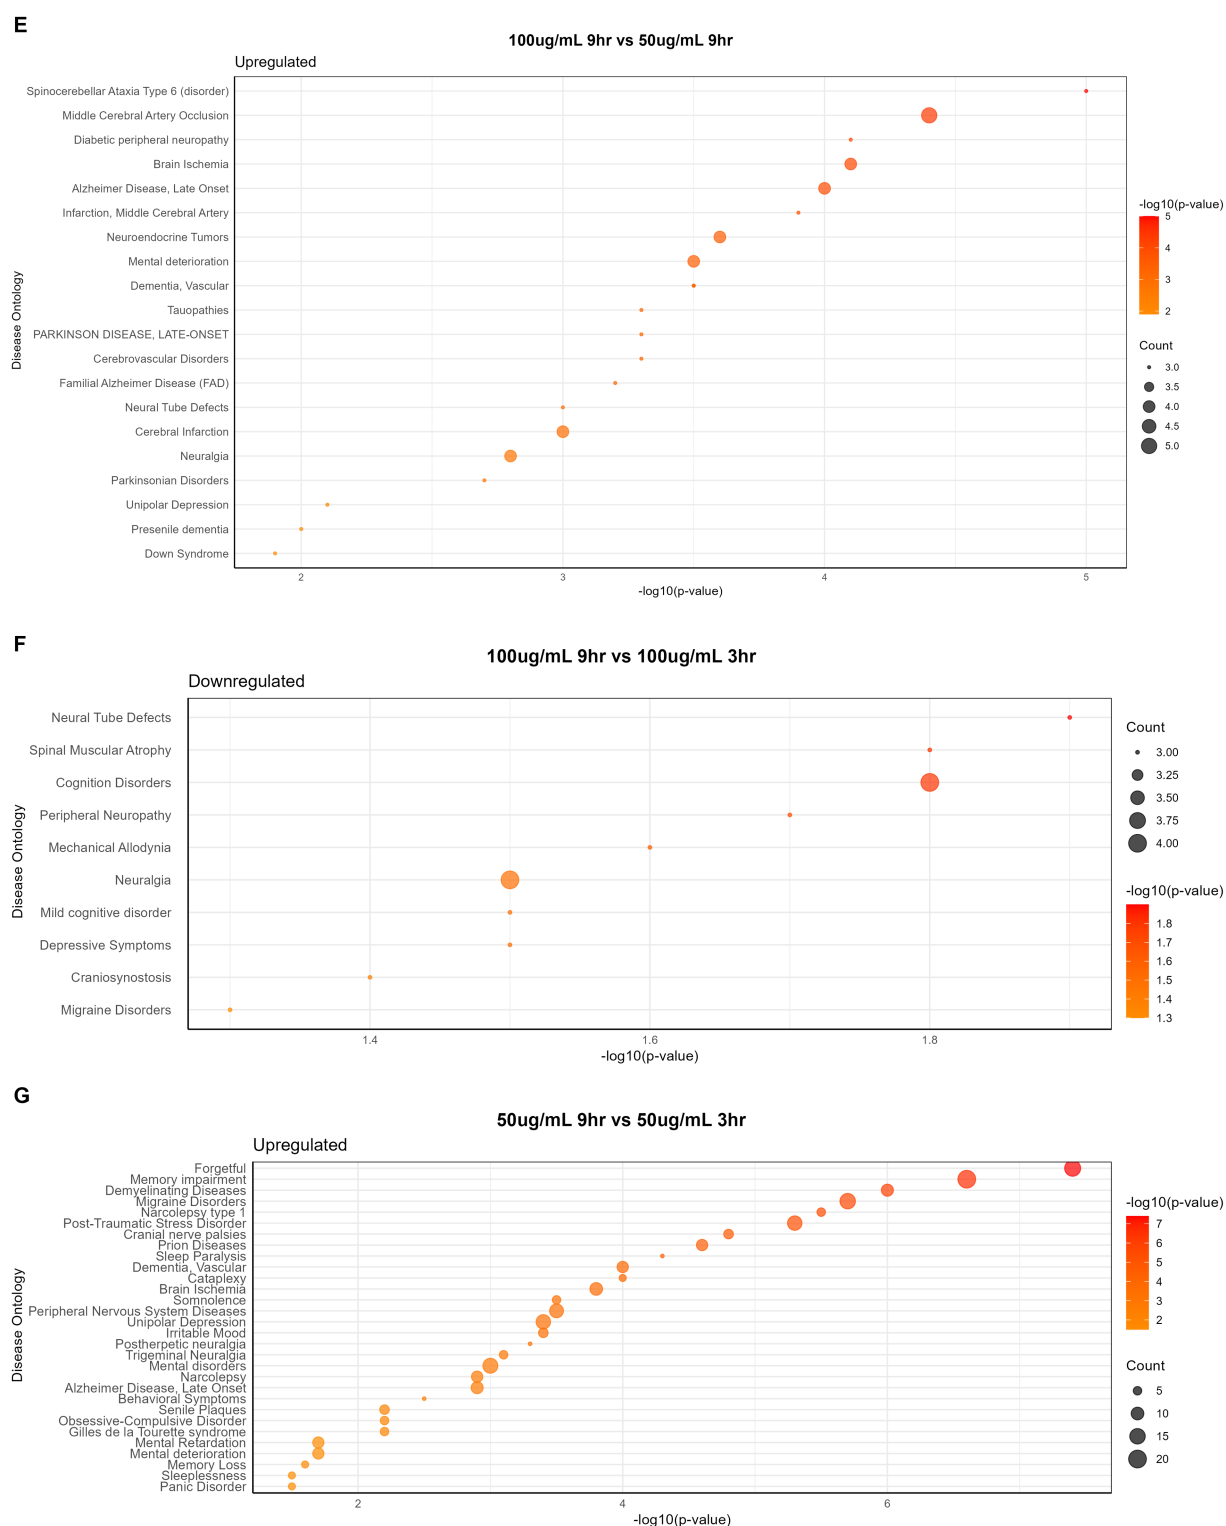 E
100ug/mL 9hr vs 50ug/mL 9hr
Upregulated
Spinocerebellar Ataxia Type 6 (disorder)
Middle Cerebral Artery Occlusion
Diabetic peripheral neuropathy
Brain Ischemia
Alzheimer Disease, Late Onset
Infarction, Middle Cerebral Artery
Neuroendocrine Tumors
Mental deterioration
Dementia, Vascular
Tauopathies
PARKINSON DISEASE, LATE-ONSET
Cerebrovascular Disorders
Familial Alzheimer Disease (FAD)
Neural Tube Defects
Cerebral Infarction
Neuralgia
Parkinsonian Disorders
Unipolar Depression
Presenile dementia
Down Syndrome
Disease Ontology
2 3 4 5
-log10(p-value)
-log10(p-value)
5
4
3
2
Count
3.0
3.5
4.0
4.5
5.0
F
100ug/mL 9hr vs 100ug/mL 3hr
Downregulated
Neural Tube Defects
Spinal Muscular Atrophy
Cognition Disorders
Peripheral Neuropathy
Mechanical Allodynia
Neuralgia
Mild cognitive disorder
Depressive Symptoms
Craniosynostosis
Migraine Disorders
Disease Ontology
1.4 1.6 1.8
-log10(p-value)
Count
3.00
3.25
3.50
3.75
4.00
-log10(p-value)
1.8
1.7
1.6
1.5
1.4
1.3
G
50ug/mL 9hr vs 50ug/mL 3hr
Upregulated
Forgetful
Memory impairment
Demyelinating Diseases
Migraine Disorders
Narcolepsy type 1
Post-Traumatic Stress Disorder
Cranial nerve palsies
Prion Diseases
Sleep Paralysis
Dementia, Vascular
Cataplexy
Brain Ischemia
Somnolence
Peripheral Nervous System Diseases
Unipolar Depression
Irritable Mood
Postherpetic neuralgia
Trigeminal Neuralgia
Mental disorders
Narcolepsy
Alzheimer Disease, Late Onset
Behavioral Symptoms
Senile Plaques
Obsessive-Compulsive Disorder
Gilles de la Tourette syndrome
Mental Retardation
Mental deterioration
Memory Loss
Sleeplessness
Panic Disorder
Disease Ontology
2 4 6
-log10(p-value)
-log10(p-value)
7
6
5
4
3
2
Count
5
10
15
20